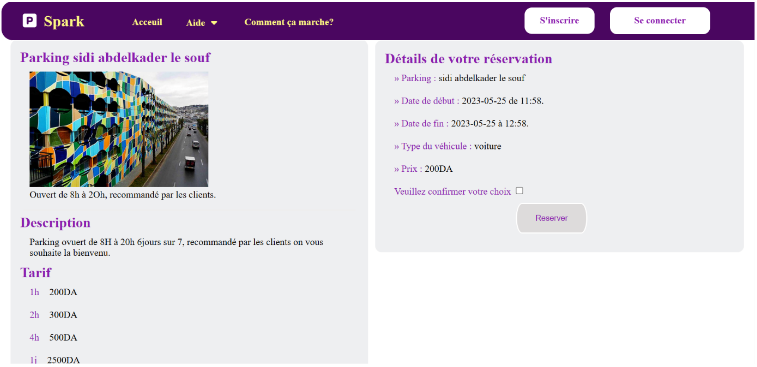 P Spark
Acceuil
Aide
Comment ça marche?
S'inscrire
Se connecter
Parking sidi abdelkader le souf
Ouvert de 8h à 2Oh, recommandé par les clients.
Description
Parking ovuert de 8H à 20h 6jours sur 7, recommandé par les clients on vous
souhaite la bienvenu.
Tarif
1h 200DA
2h 300DA
4h 500DA
1j 2500DA
Détails de votre réservation
» Parking : sidi abdelkader le souf
» Date de début : 2023-05-25 de 11:58.
» Date de fin : 2023-05-25 à 12:58.
» Type du véhicule : voiture
» Prix : 200DA
Veuillez confirmer votre choix
Reserver